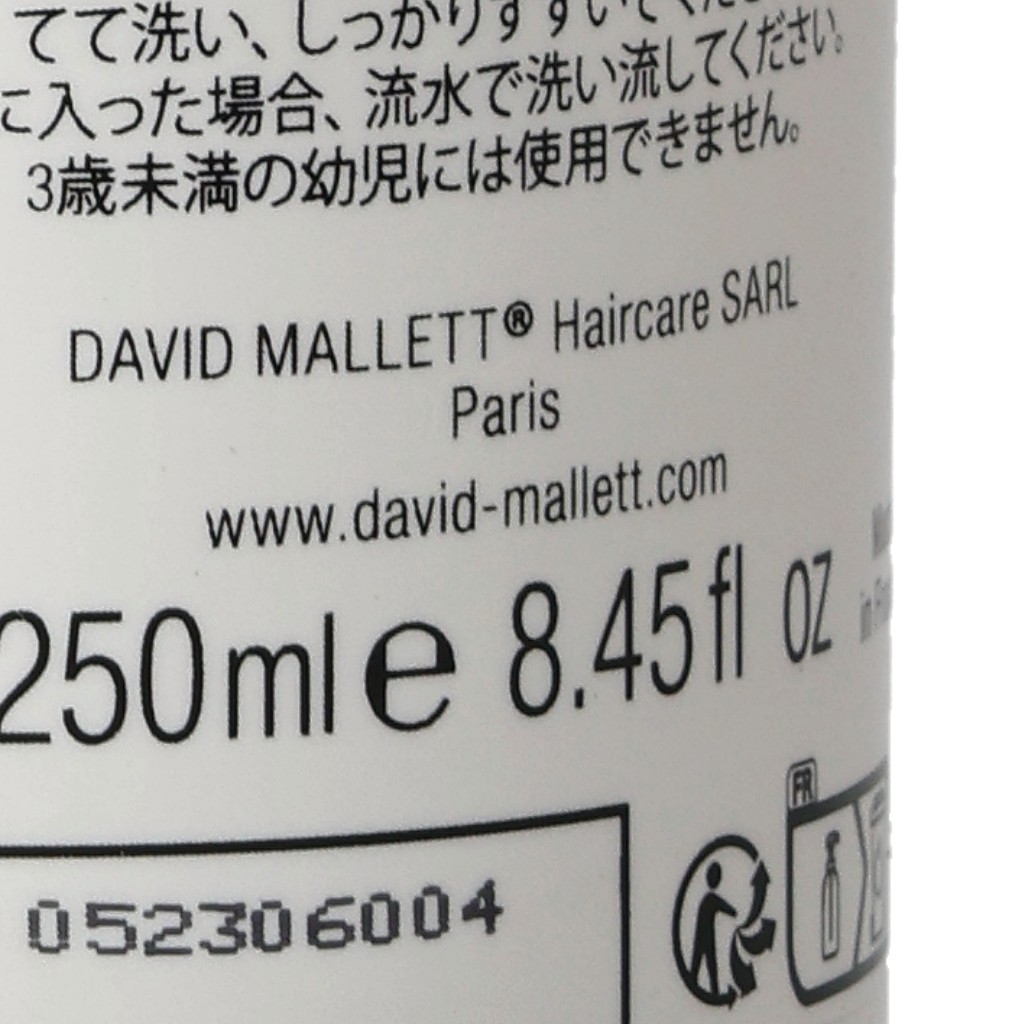 てて洗い、しっかりすすいでくだ
に入った場合、流水で洗い流してください。
3歳未満の幼児には使用できません。
DAVID MALLETT® Haircare SARL
Paris
www.david-mallett.com
250ml e 8.45 fl oz
in
FR
052306004